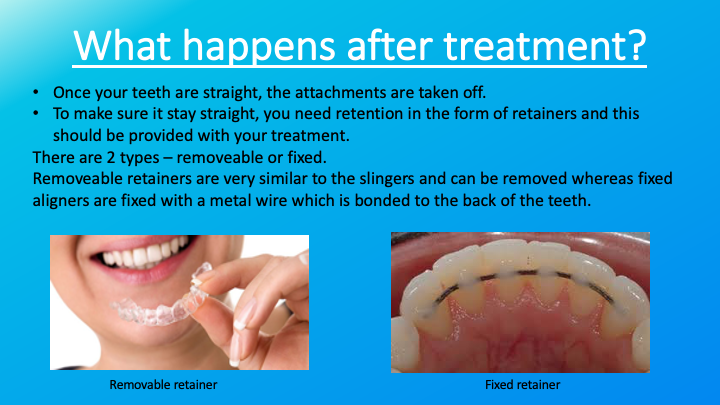 What happens after treatment?
• Once your teeth are straight, the attachments are taken off.
• To make sure it stay straight, you need retention in the form of retainers and this
should be provided with your treatment.
There are 2 types – removeable or fixed.
Removeable retainers are very similar to the slingers and can be removed whereas fixed
aligners are fixed with a metal wire which is bonded to the back of the teeth.
Removable retainer
Fixed retainer